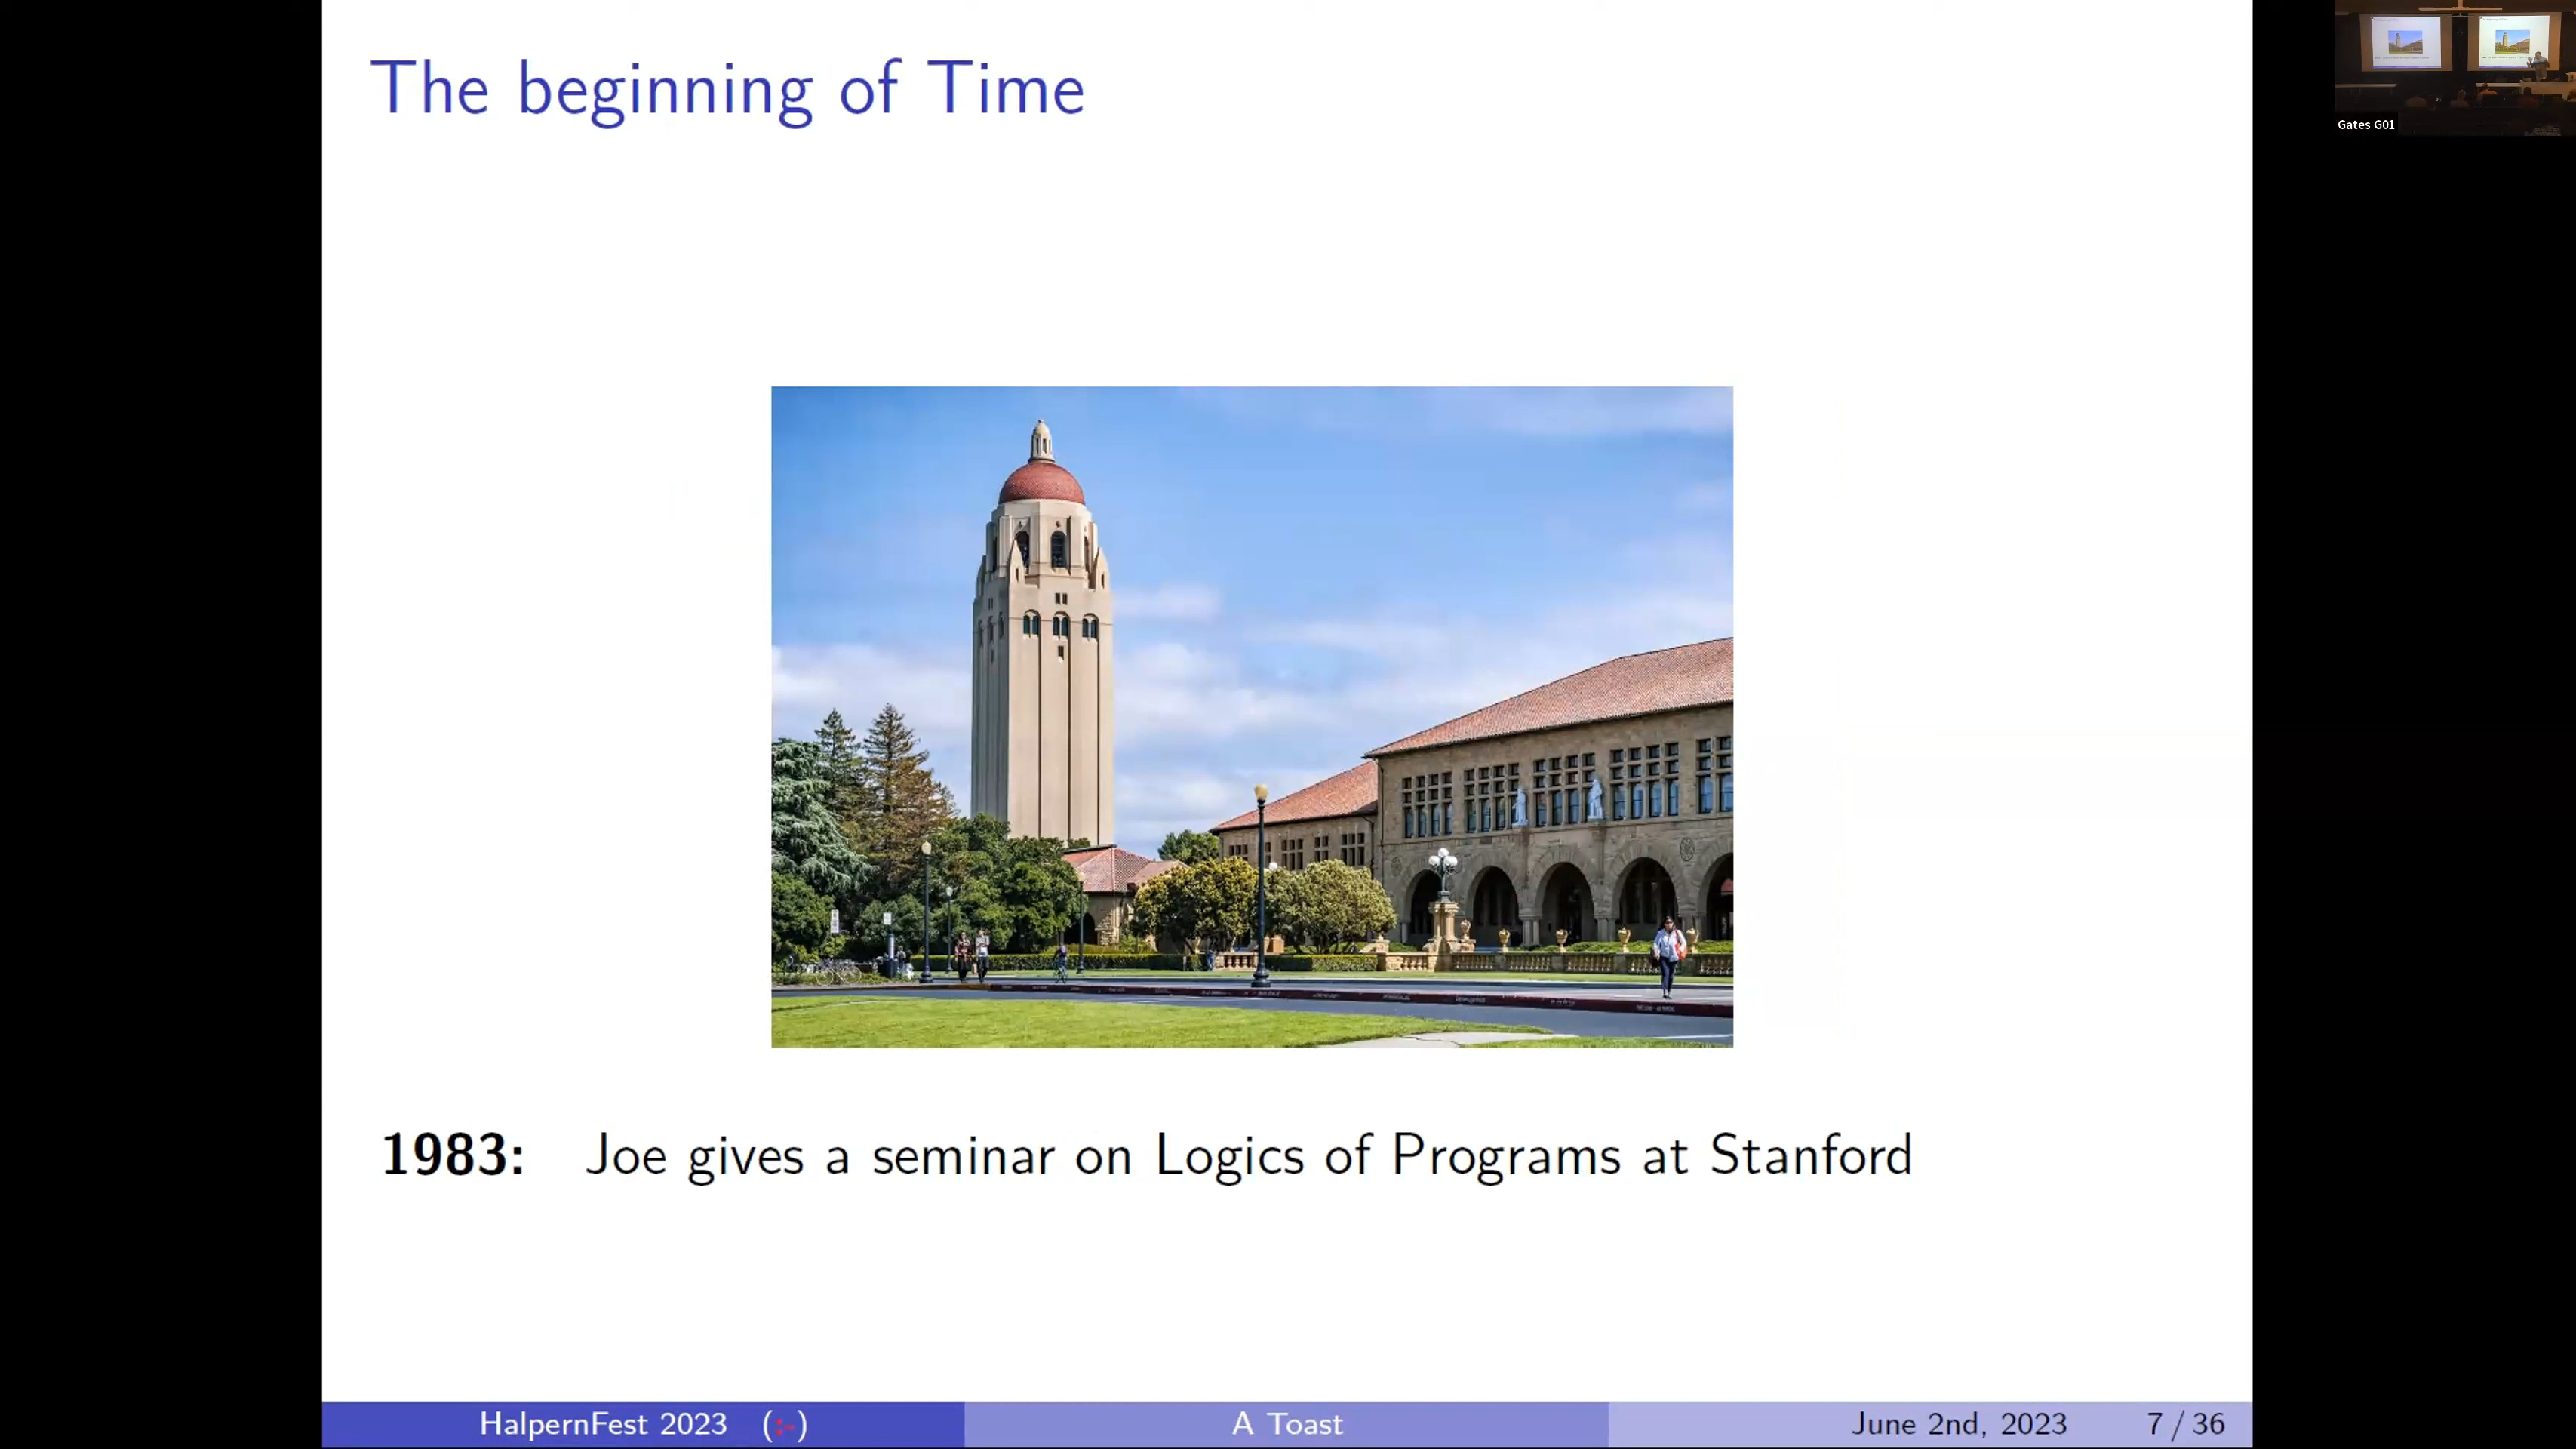 The beginning of Time
Gates G01
1983: Joe gives a seminar on Logics of Programs at Stanford
HalpernFest 2023 (:-) A Toast June 2nd, 2023 7 / 36